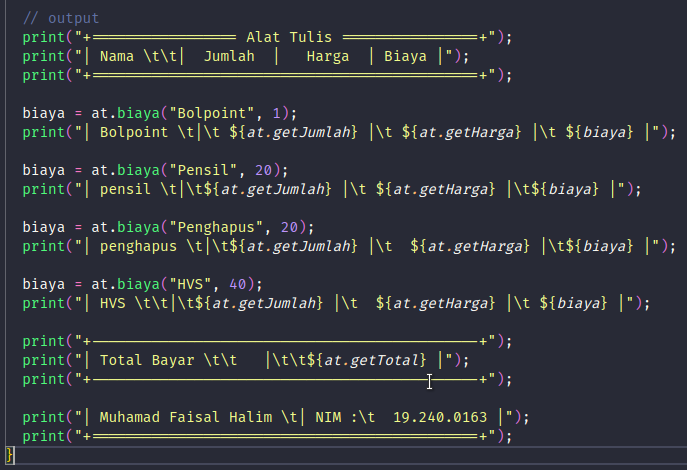 // output
print("+================= Alat Tulis ================+");
print("| Nama \t\t|  Jumlah  |   Harga  | Biaya |");
print("+=============================================+");
biaya = at.biaya("Bolpoint", 1);
print("| Bolpoint \t|\t ${at.getJumlah} |\t ${at.getHarga} |\t ${biaya} |");
biaya = at.biaya("Pensil", 20);
print("| pensil \t|\t${at.getJumlah} |\t ${at.getHarga} |\t${biaya} |");
biaya = at.biaya("Penghapus", 20);
print("| penghapus \t|\t${at.getJumlah} |\t  ${at.getHarga} |\t${biaya} |");
biaya = at.biaya("HVS", 40);
print("| HVS \t\t|\t${at.getJumlah} |\t  ${at.getHarga} |\t ${biaya} |");
print("+---------------------------------------------+");
print("| Total Bayar \t\t   |\t\t${at.getTotal} |");
print("+---------------------------------------------+");
print("| Muhamad Faisal Halim \t| NIM :\t  19.240.0163 |");
print("+=============================================+");
}